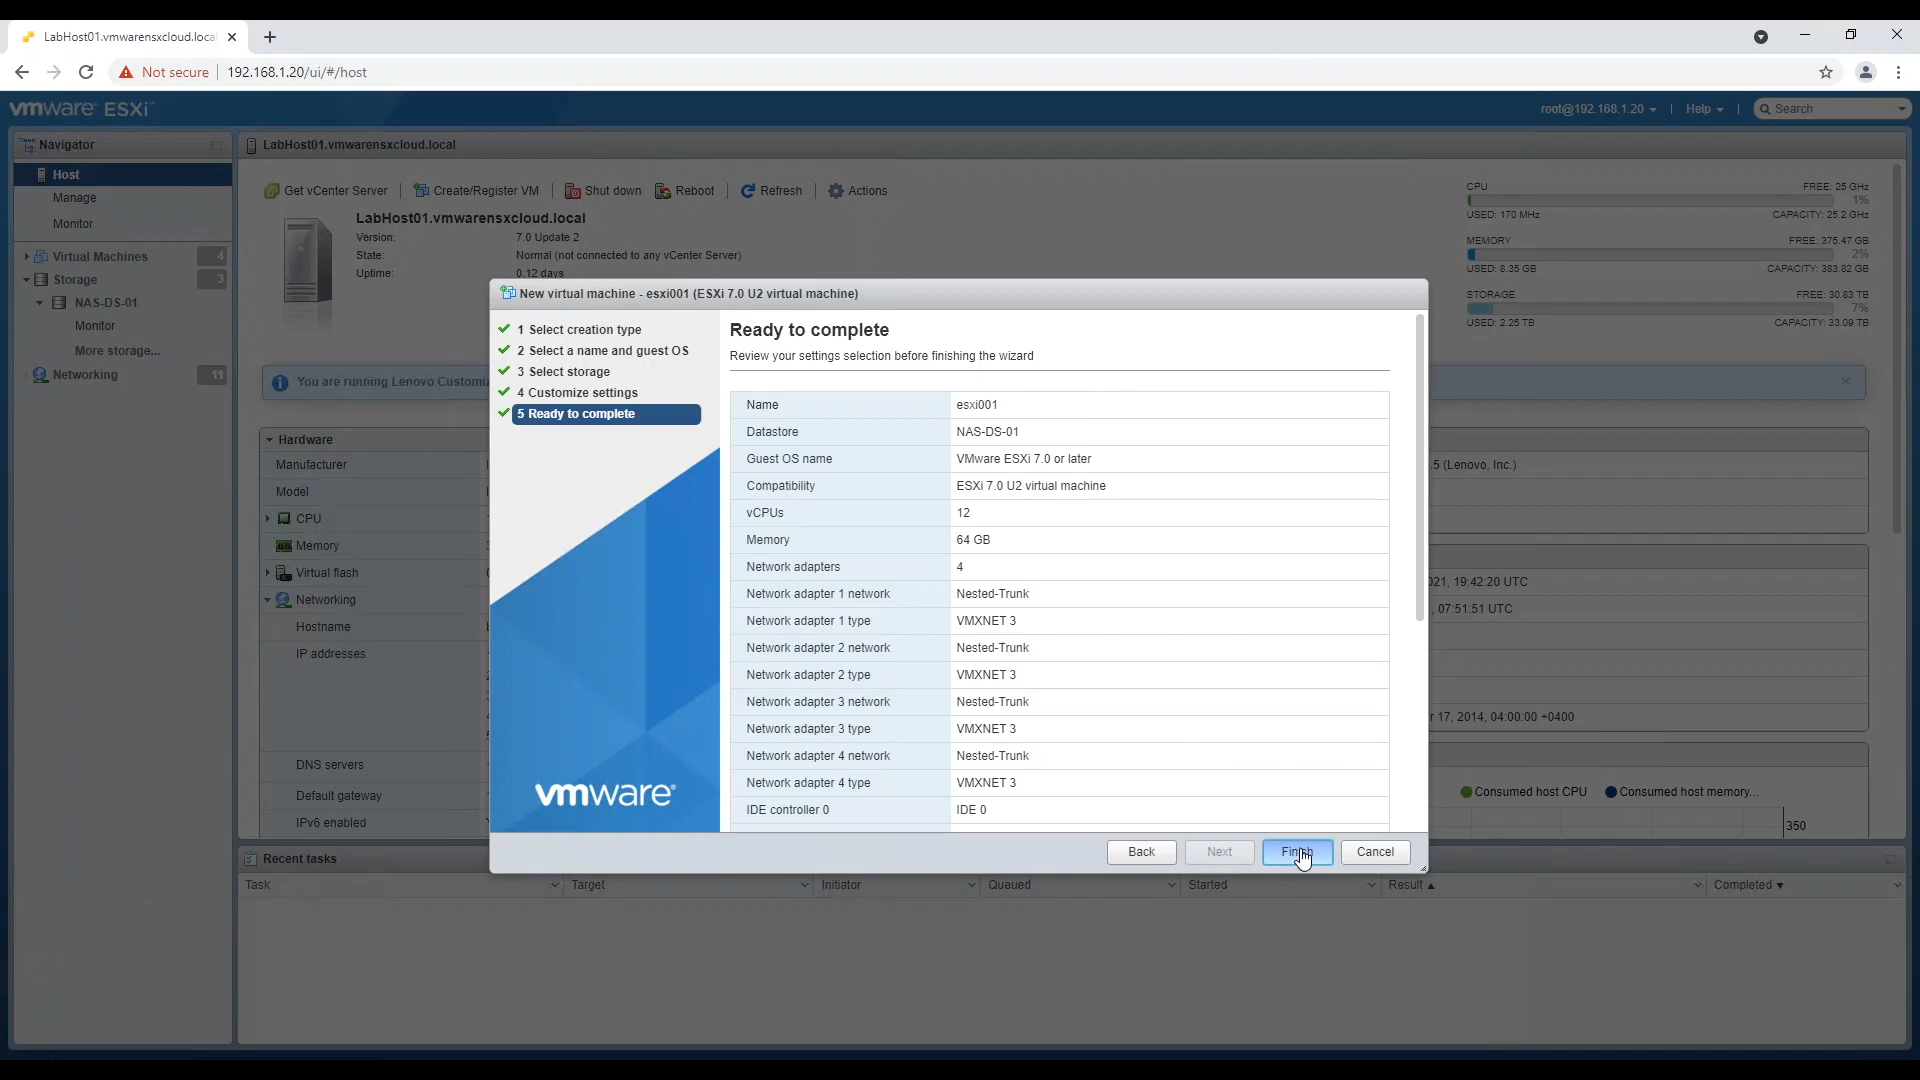 LabHost01.vmwarensxcloud.loca
Not secure
192.168.1.20/ui/#/host
vmware ESXi
root@192.168.1.20
Help
Search
Navigator
LabHost01.vmwarensxcloud.local
Host
Manage
Monitor
Virtual Machines
4
Storage
3
NAS-DS-01
Monitor
More storage...
Networking
11
Get vCenter Server
Create/Register VM
Shut down
Reboot
Refresh
Actions
LabHost01.vmwarensxcloud.local
Version:
7.0 Update 2
State:
Normal (not connected to any vCenter Server)
Uptime:
0.12 days
CPU
FREE: 25 GHz
1%
USED: 170 MHz
CAPACITY: 25.2 GHz
MEMORY
FREE: 375.47 GB
2%
USED: 8.35 GB
CAPACITY: 383.82 GB
STORAGE
FREE: 30.83 TB
7%
USED: 2.25 TB
CAPACITY: 33.09 TB
You are running Lenovo Customiz
Hardware
Manufacturer
Model
CPU
Memory
Virtual flash
Networking
Hostname
IP addresses
DNS servers
Default gateway
IPv6 enabled
New virtual machine - esxi001 (ESXi 7.0 U2 virtual machine)
1 Select creation type
2 Select a name and guest OS
3 Select storage
4 Customize settings
5 Ready to complete
vmware
Ready to complete
Review your settings selection before finishing the wizard
Name esxi001
Datastore NAS-DS-01
Guest OS name VMware ESXi 7.0 or later
Compatibility ESXi 7.0 U2 virtual machine
vCPUs 12
Memory 64 GB
Network adapters 4
Network adapter 1 network Nested-Trunk
Network adapter 1 type VMXNET 3
Network adapter 2 network Nested-Trunk
Network adapter 2 type VMXNET 3
Network adapter 3 network Nested-Trunk
Network adapter 3 type VMXNET 3
Network adapter 4 network Nested-Trunk
Network adapter 4 type VMXNET 3
IDE controller 0 IDE 0
Back
Next
Finish
Cancel
.5 (Lenovo, Inc.)
021, 19:42:20 UTC
, 07:51:51 UTC
r 17, 2014, 04:00:00 +0400
Consumed host CPU
Consumed host memory...
350
Recent tasks
Task
Target
Initiator
Queued
Started
Result
Completed